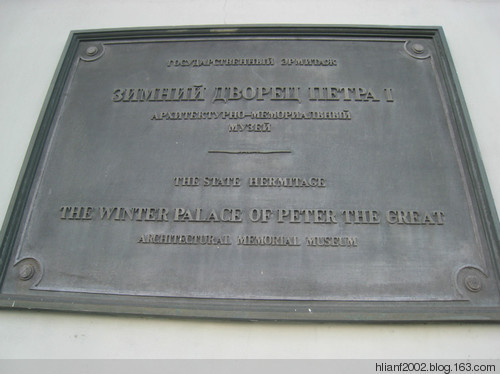 ГОСУДАРСТВЕННЫЙ ЭРМИТАЖ
ЗИМНИЙ ДВОРЕЦ ПЕТРА I
АРХИТЕКТУРНО-МЕМОРИАЛЬНЫЙ
МУЗЕЙ
THE STATE HERMITAGE
THE WINTER PALACE OF PETER THE GREAT
ARCHITECTURAL MEMORIAL MUSEUM
hlianf2002.blog.163.com